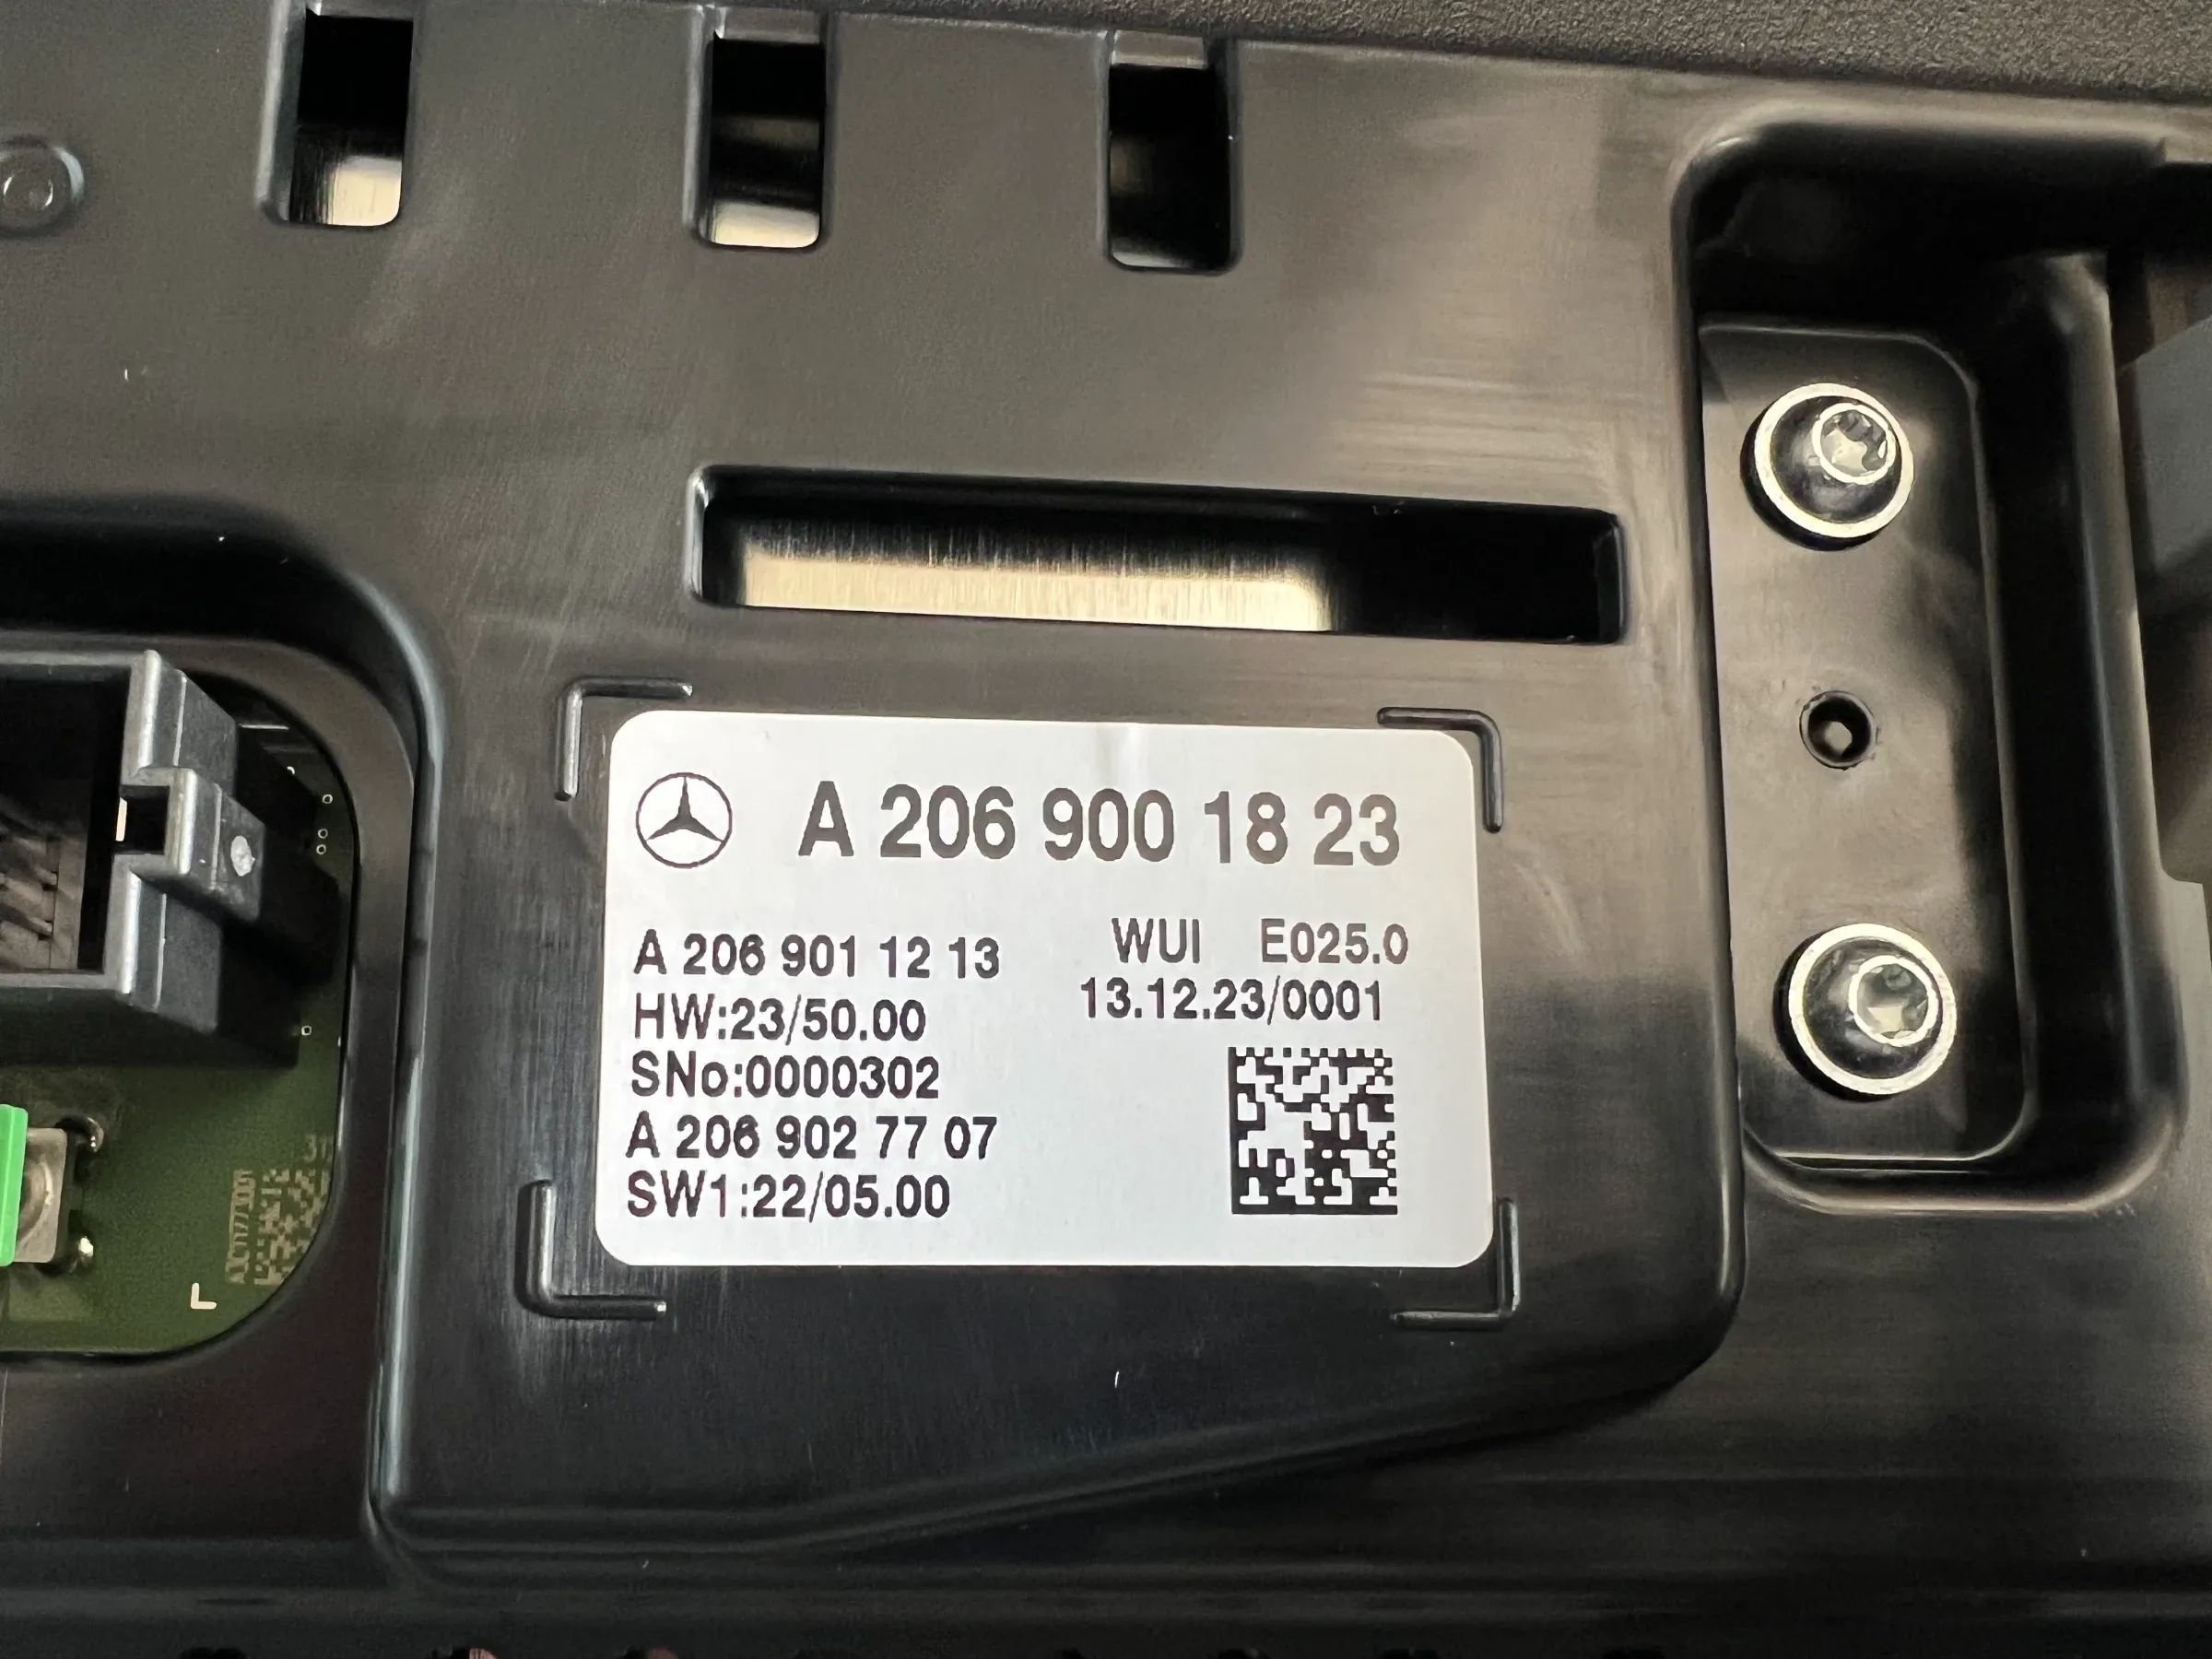 A 206 900 18 23
A 206 901 12 13
WUI E025.0
HW:23/50.00
13.12.23/0001
SNo:0000302
A 206 902 77 07
SW1:22/05.00
L